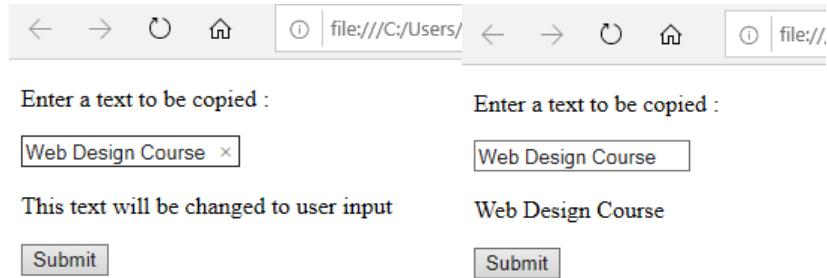 file:///C:/Users/
Enter a text to be copied :
Web Design Course ×
This text will be changed to user input
Submit
file://
Enter a text to be copied :
Web Design Course
Web Design Course
Submit